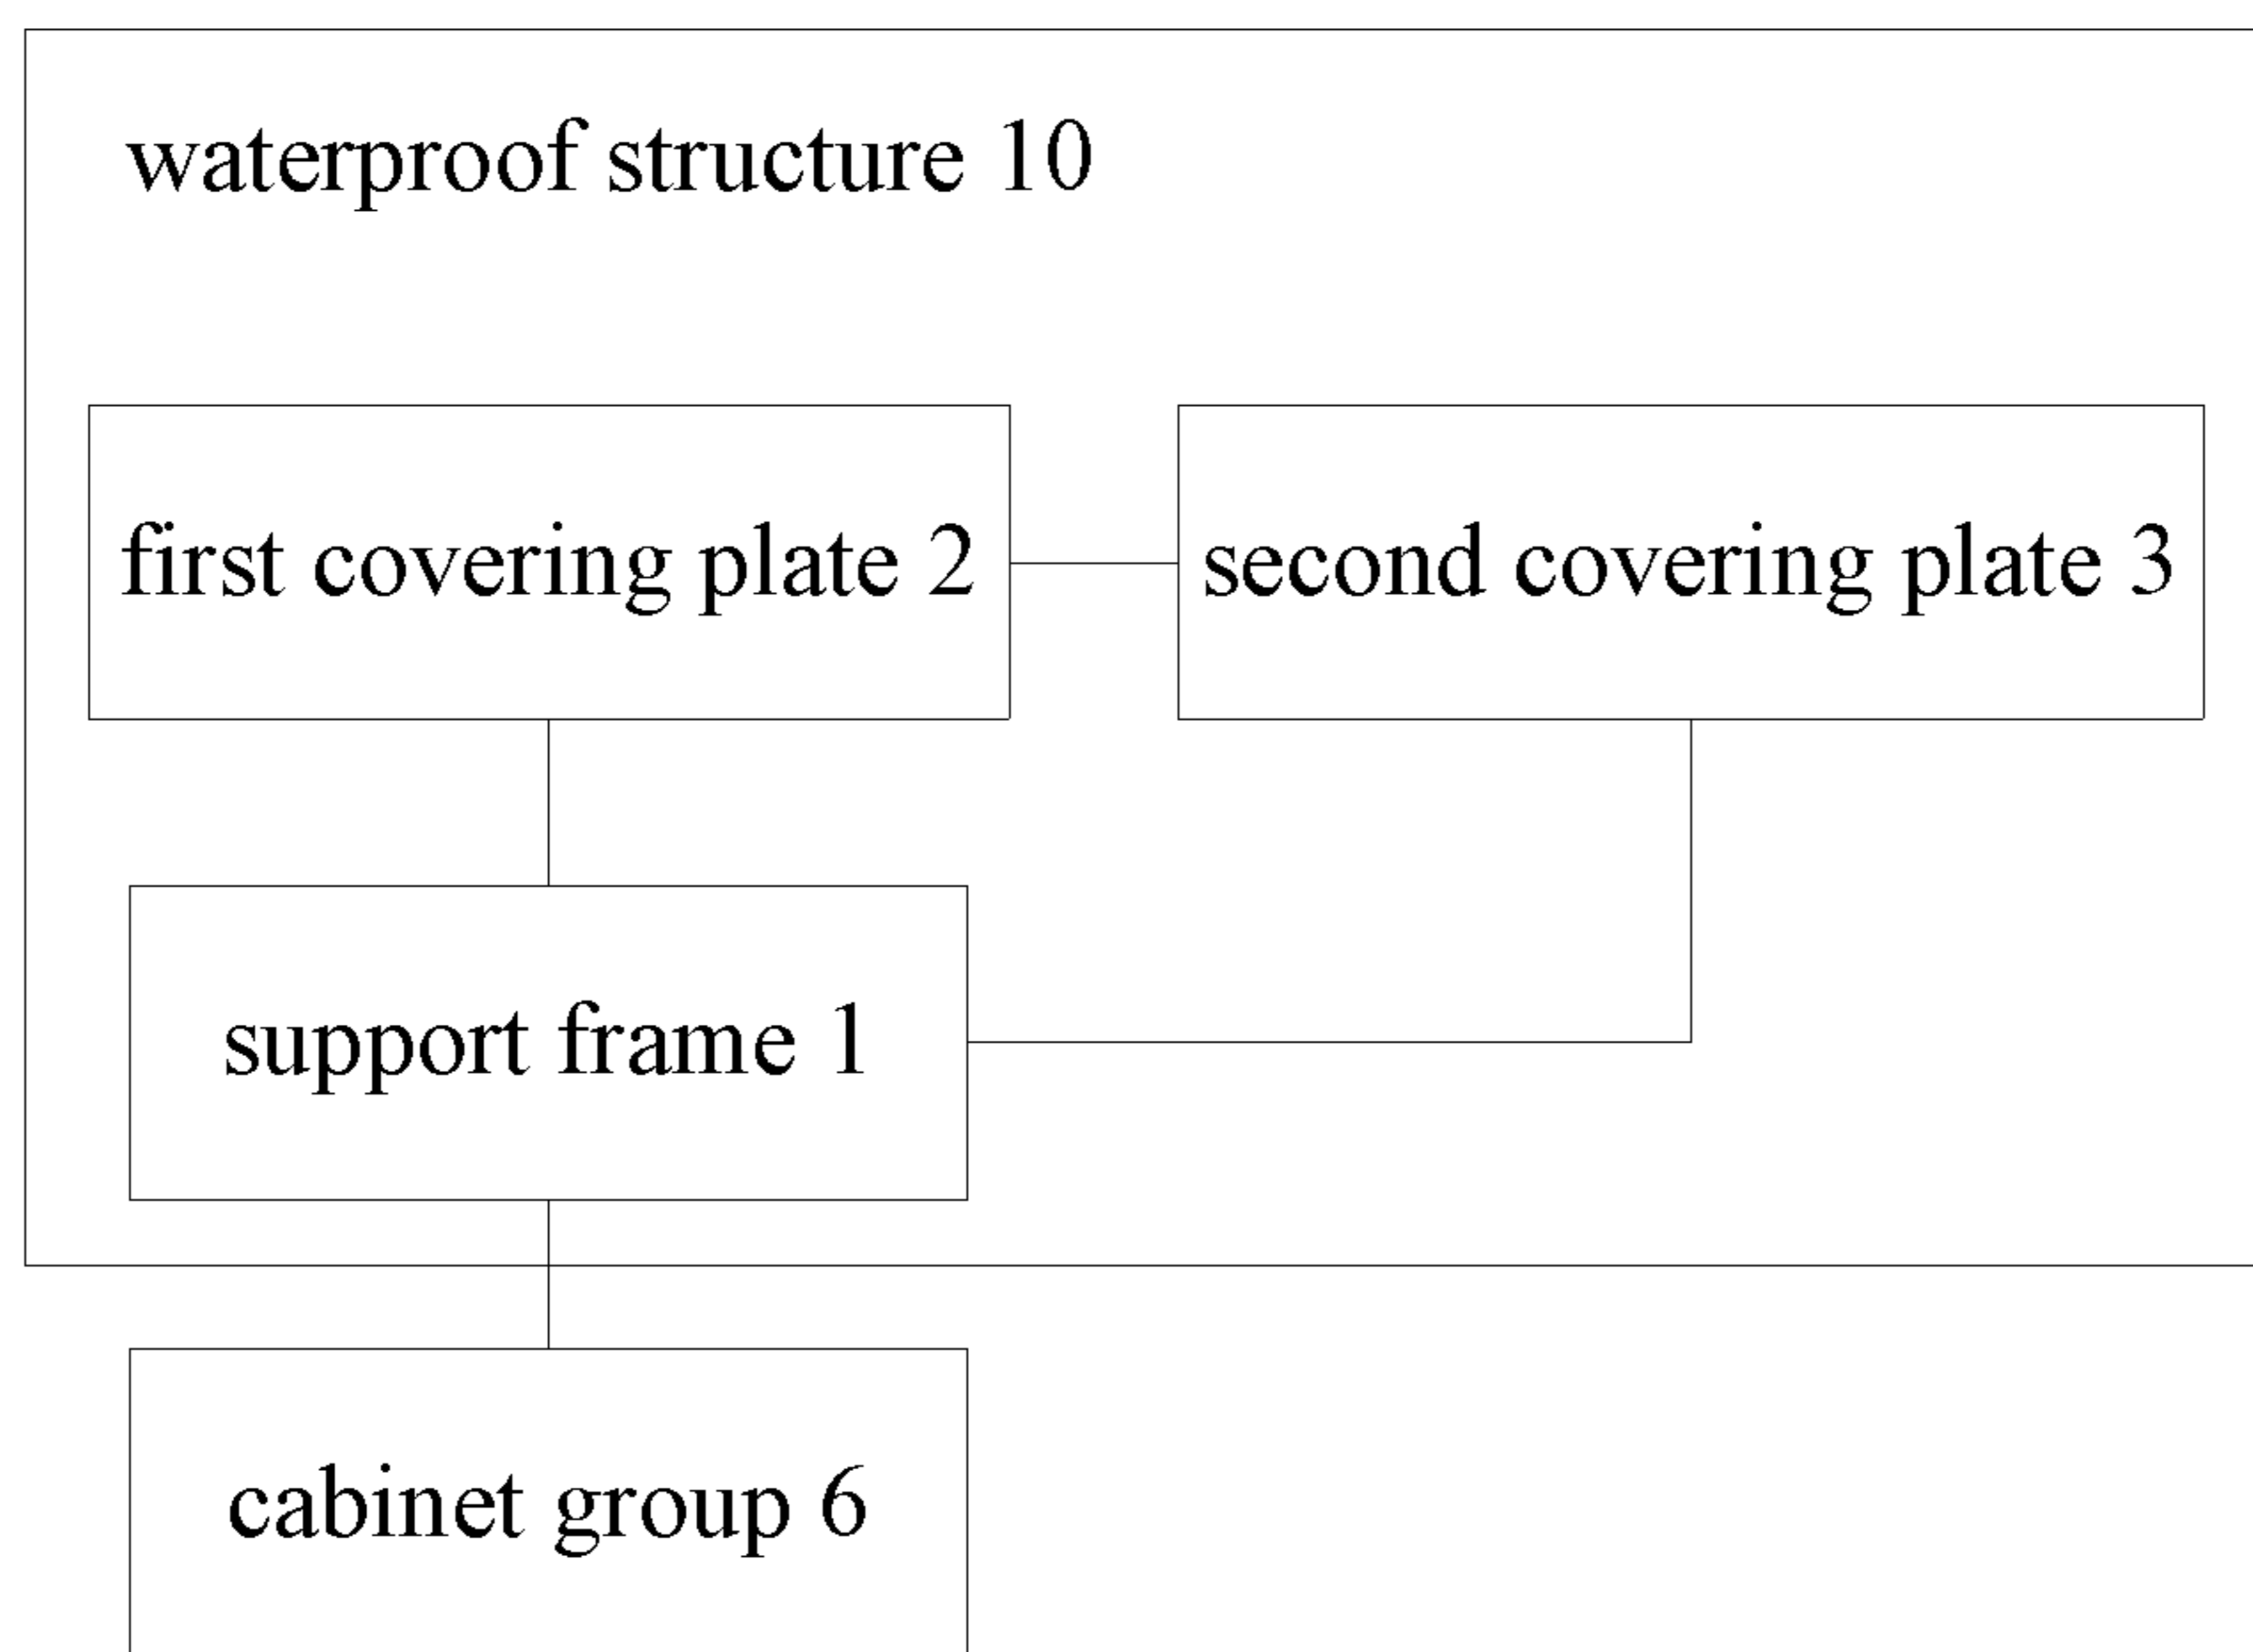 waterproof structure 10
first covering plate 2
second covering plate 3
support frame 1
cabinet group 6